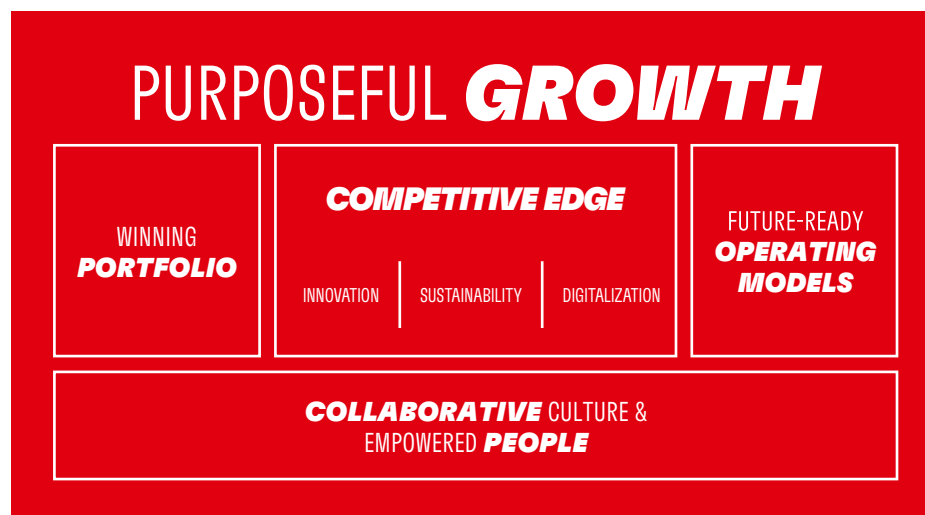 PURPOSEFUL GROWTH
WINNING
PORTFOLIO
COMPETITIVE EDGE
INNOVATION
SUSTAINABILITY
DIGITALIZATION
FUTURE-READY
OPERATING
MODELS
COLLABORATIVE CULTURE &
EMPOWERED PEOPLE